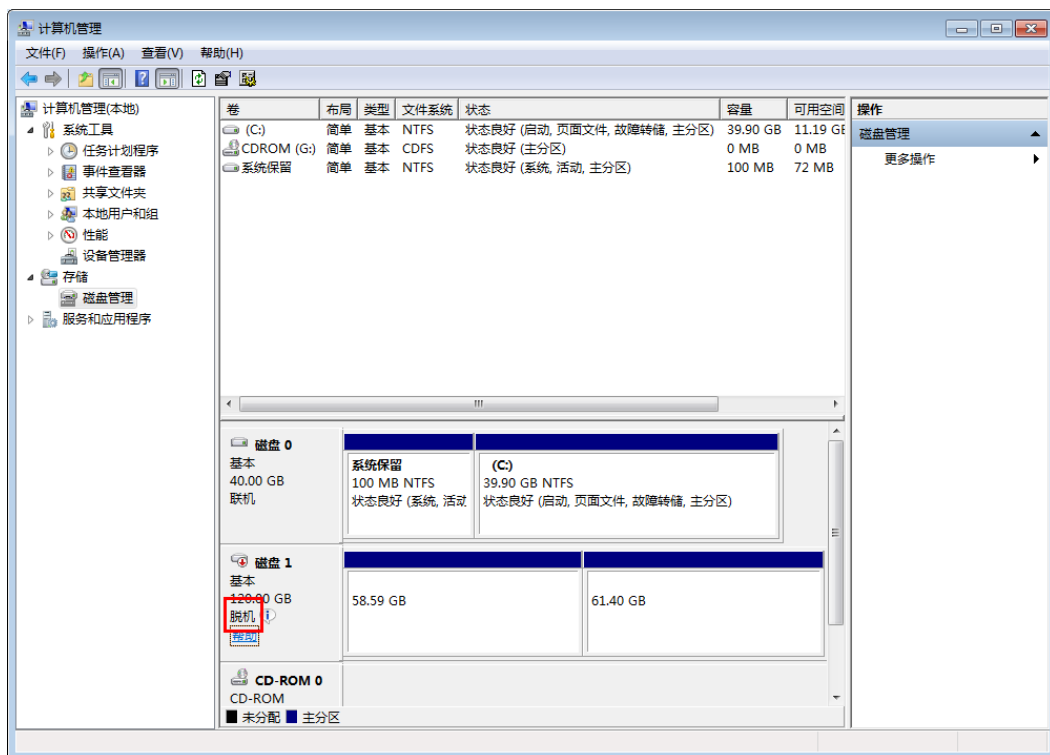 计算机管理
文件(F) 操作(A) 查看(V) 帮助(H)
计算机管理(本地)
系统工具
任务计划程序
事件查看器
共享文件夹
本地用户和组
性能
设备管理器
存储
磁盘管理
服务和应用程序
卷 布局 类型 文件系统 状态 容量 可用空间
(C:) 简单 基本 NTFS 状态良好 (启动, 页面文件, 故障转储, 主分区) 39.90 GB 11.19 GE
CDROM (G:) 简单 基本 CDFS 状态良好 (主分区) 0 MB 0 MB
系统保留 简单 基本 NTFS 状态良好 (系统, 活动, 主分区) 100 MB 72 MB
磁盘 0
基本
40.00 GB
联机
系统保留
100 MB NTFS
状态良好 (系统, 活动
(C:)
39.90 GB NTFS
状态良好 (启动, 页面文件, 故障转储, 主分区)
磁盘 1
基本
120.00 GB
脱机
帮助
58.59 GB
61.40 GB
CD-ROM 0
CD-ROM
未分配 主分区
操作
磁盘管理
更多操作